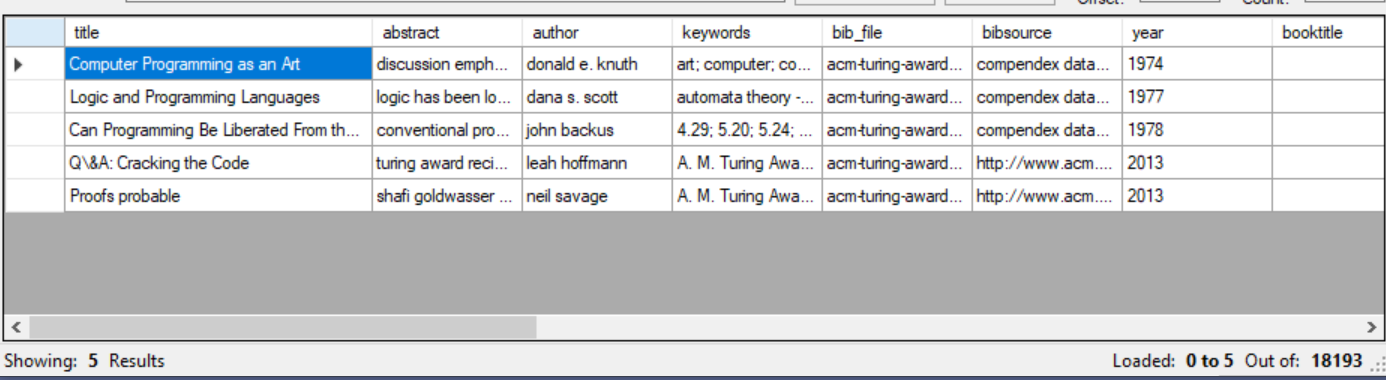 Offset: Count:
title abstract author keywords bib_file bibsource year booktitle
Computer Programming as an Art discussion emph... donald e. knuth art; computer; co... acm-turing-award... compendex data... 1974
Logic and Programming Languages logic has been lo... dana s. scott automata theory -... acm-turing-award... compendex data... 1977
Can Programming Be Liberated From th... conventional pro... john backus 4.29; 5.20; 5.24; ... acm-turing-award... compendex data... 1978
Q\&A: Cracking the Code turing award reci... leah hoffmann A. M. Turing Awa... acm-turing-award... http://www.acm.... 2013
Proofs probable shafi goldwasser ... neil savage A. M. Turing Awa... acm-turing-award... http://www.acm.... 2013
Showing: 5 Results Loaded: 0 to 5 Out of: 18193